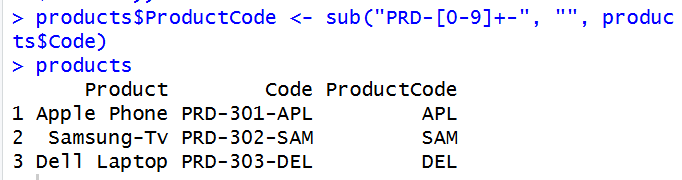 > products$ProductCode <- sub("PRD-[0-9]+-", "", produc
ts$Code)
> products
       Product        Code ProductCode
1 Apple Phone PRD-301-APL         APL
2  Samsung-Tv PRD-302-SAM         SAM
3 Dell Laptop PRD-303-DEL         DEL